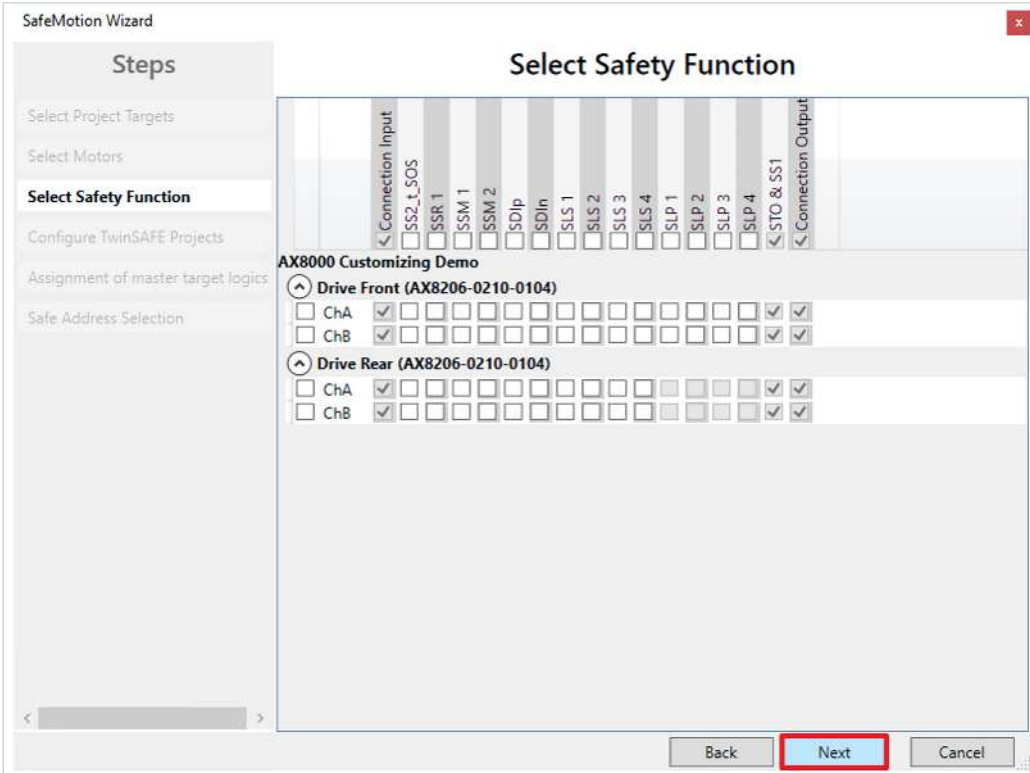 SafeMotion Wizard
x
Steps
Select Project Targets
Select Motors
Select Safety Function
Configure TwinSAFE Projects
Assignment of master target logics
Safe Address Selection
Select Safety Function
Connection Input
SS2_t_SOS
SSR 1
SSM 1
SSM 2
SDIp
SDIn
SLS 1
SLS 2
SLS 3
SLS 4
SLP 1
SLP 2
SLP 3
SLP 4
STO & SS1
Connection Output
AX8000 Customizing Demo
Drive Front (AX8206-0210-0104)
ChA
ChB
Drive Rear (AX8206-0210-0104)
ChA
ChB
Back
Next
Cancel